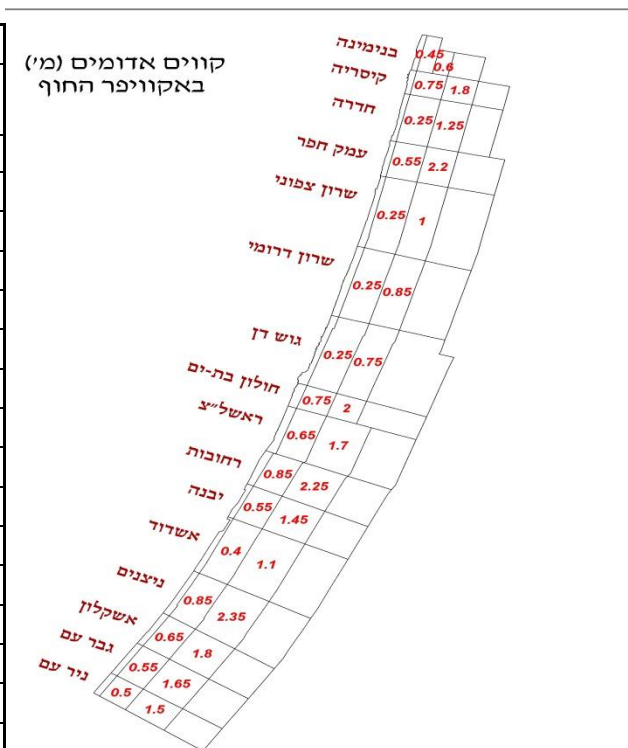 קווים אדומים (מ')
באקוויפר החוף
בנימינה
0.45
0.6
קיסריה
0.75 1.8
חדרה
0.25 1.25
עמק חפר
0.55 2.2
שרון צפוני
0.25 1
שרון דרומי
0.25 0.85
גוש דן
0.25 0.75
חולון בת-ים
0.75 2
ראשל"צ
0.65 1.7
רחובות
0.85 2.25
יבנה
0.55 1.45
אשדוד
0.4 1.1
ניצנים
0.85 2.35
אשקלון
0.65 1.8
גבר עם
0.55 1.65
ניר עם
0.5 1.5